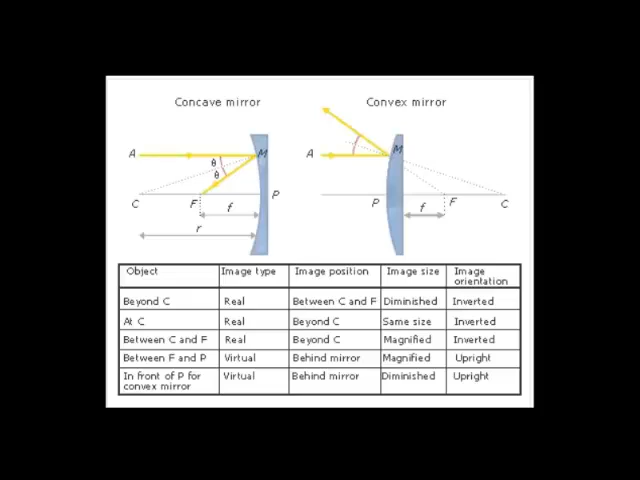 Concave mirror
Convex mirror
A
M
θ
θ
C
F
P
f
r
A
M
P
F
C
f
Object Image type Image position Image size Image orientation
Beyond C Real Between C and F Diminished Inverted
At C Real Beyond C Same size Inverted
Between C and F Real Beyond C Magnified Inverted
Between F and P Virtual Behind mirror Magnified Upright
In front of P for Virtual Behind mirror Diminished Upright
convex mirror